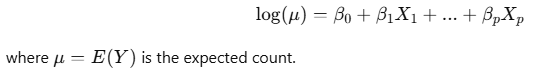 log(μ) = β₀ + β₁X₁ + ... + βₚXₚ
where μ = E(Y) is the expected count.